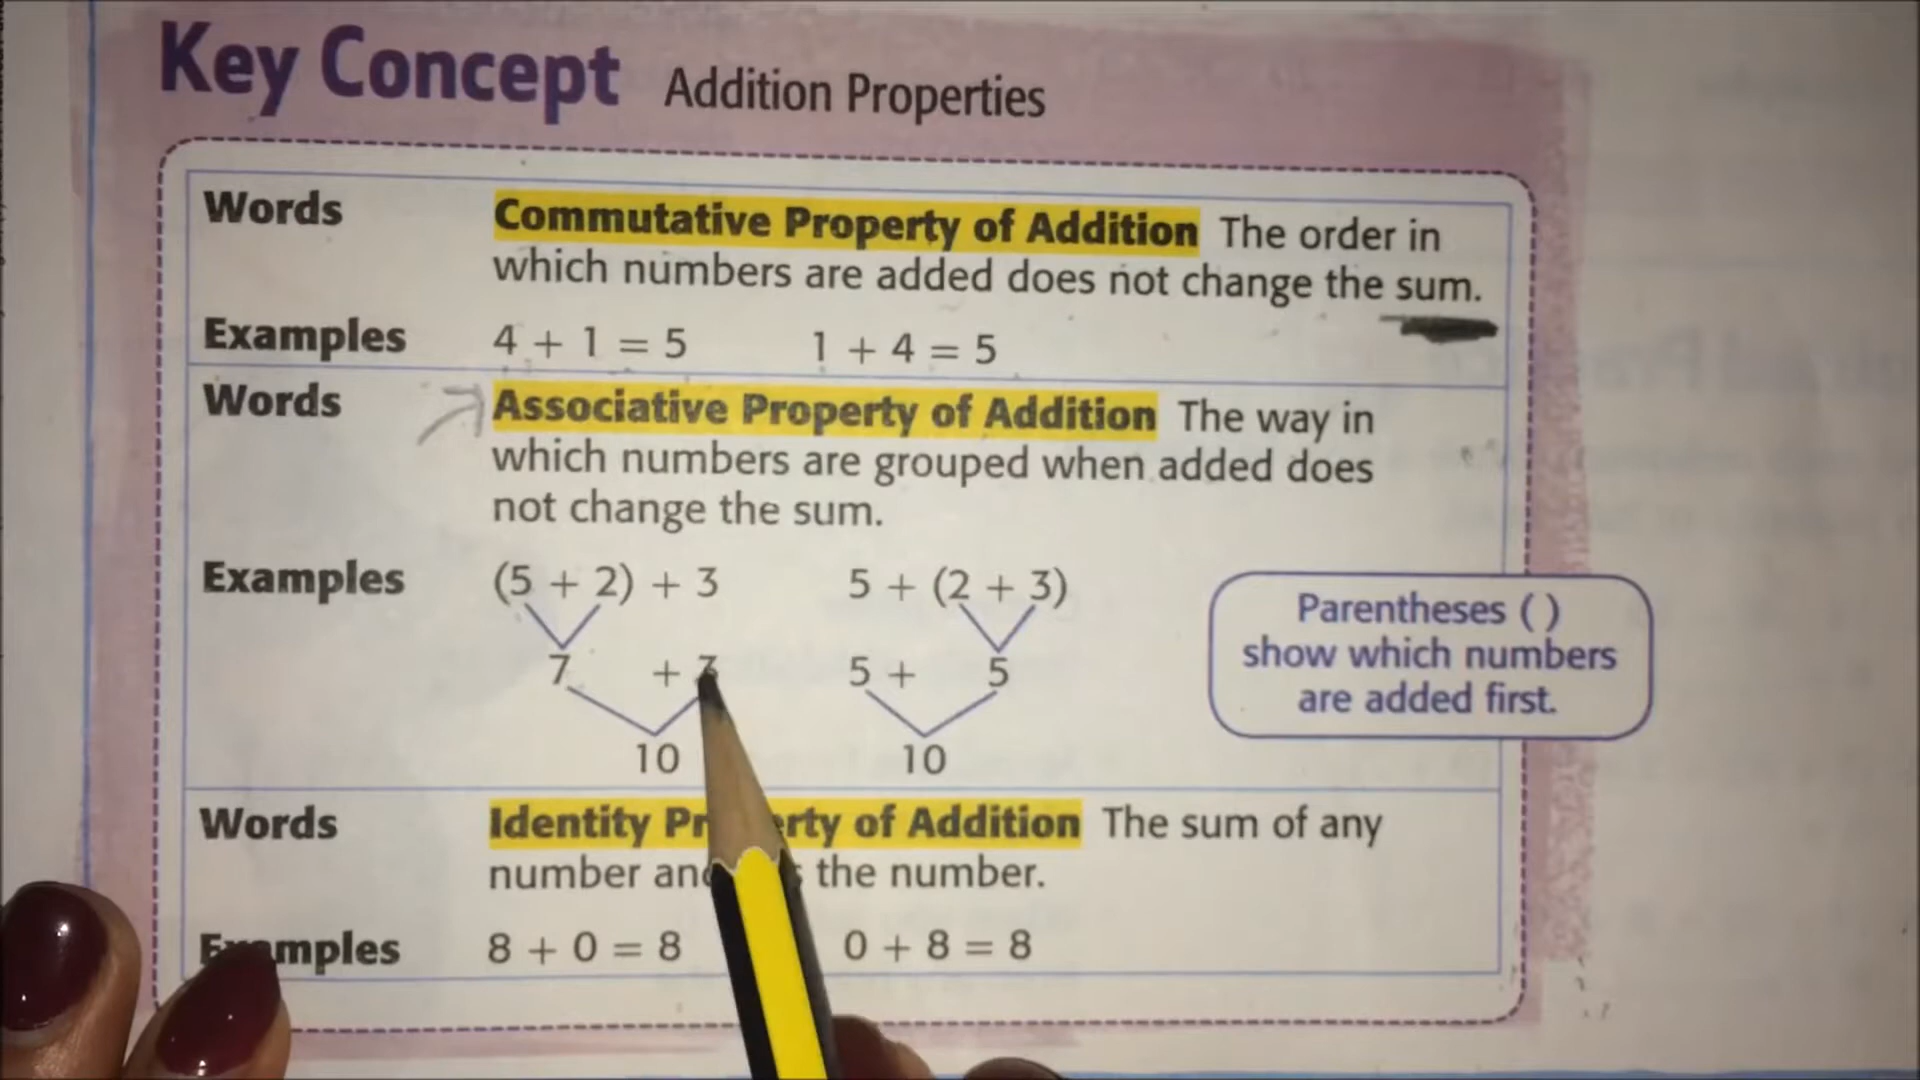 Key Concept Addition Properties
Words Commutative Property of Addition The order in
which numbers are added does not change the sum.
Examples 4 + 1 = 5 1 + 4 = 5
Words Associative Property of Addition The way in
which numbers are grouped when added does
not change the sum.
Examples (5 + 2) + 3 5 + (2 + 3)
7 + 3 5 + 5
10 10
Parentheses ( )
show which numbers
are added first.
Words Identity Property of Addition The sum of any
number the number.
Examples 8 + 0 = 8 0 + 8 = 8